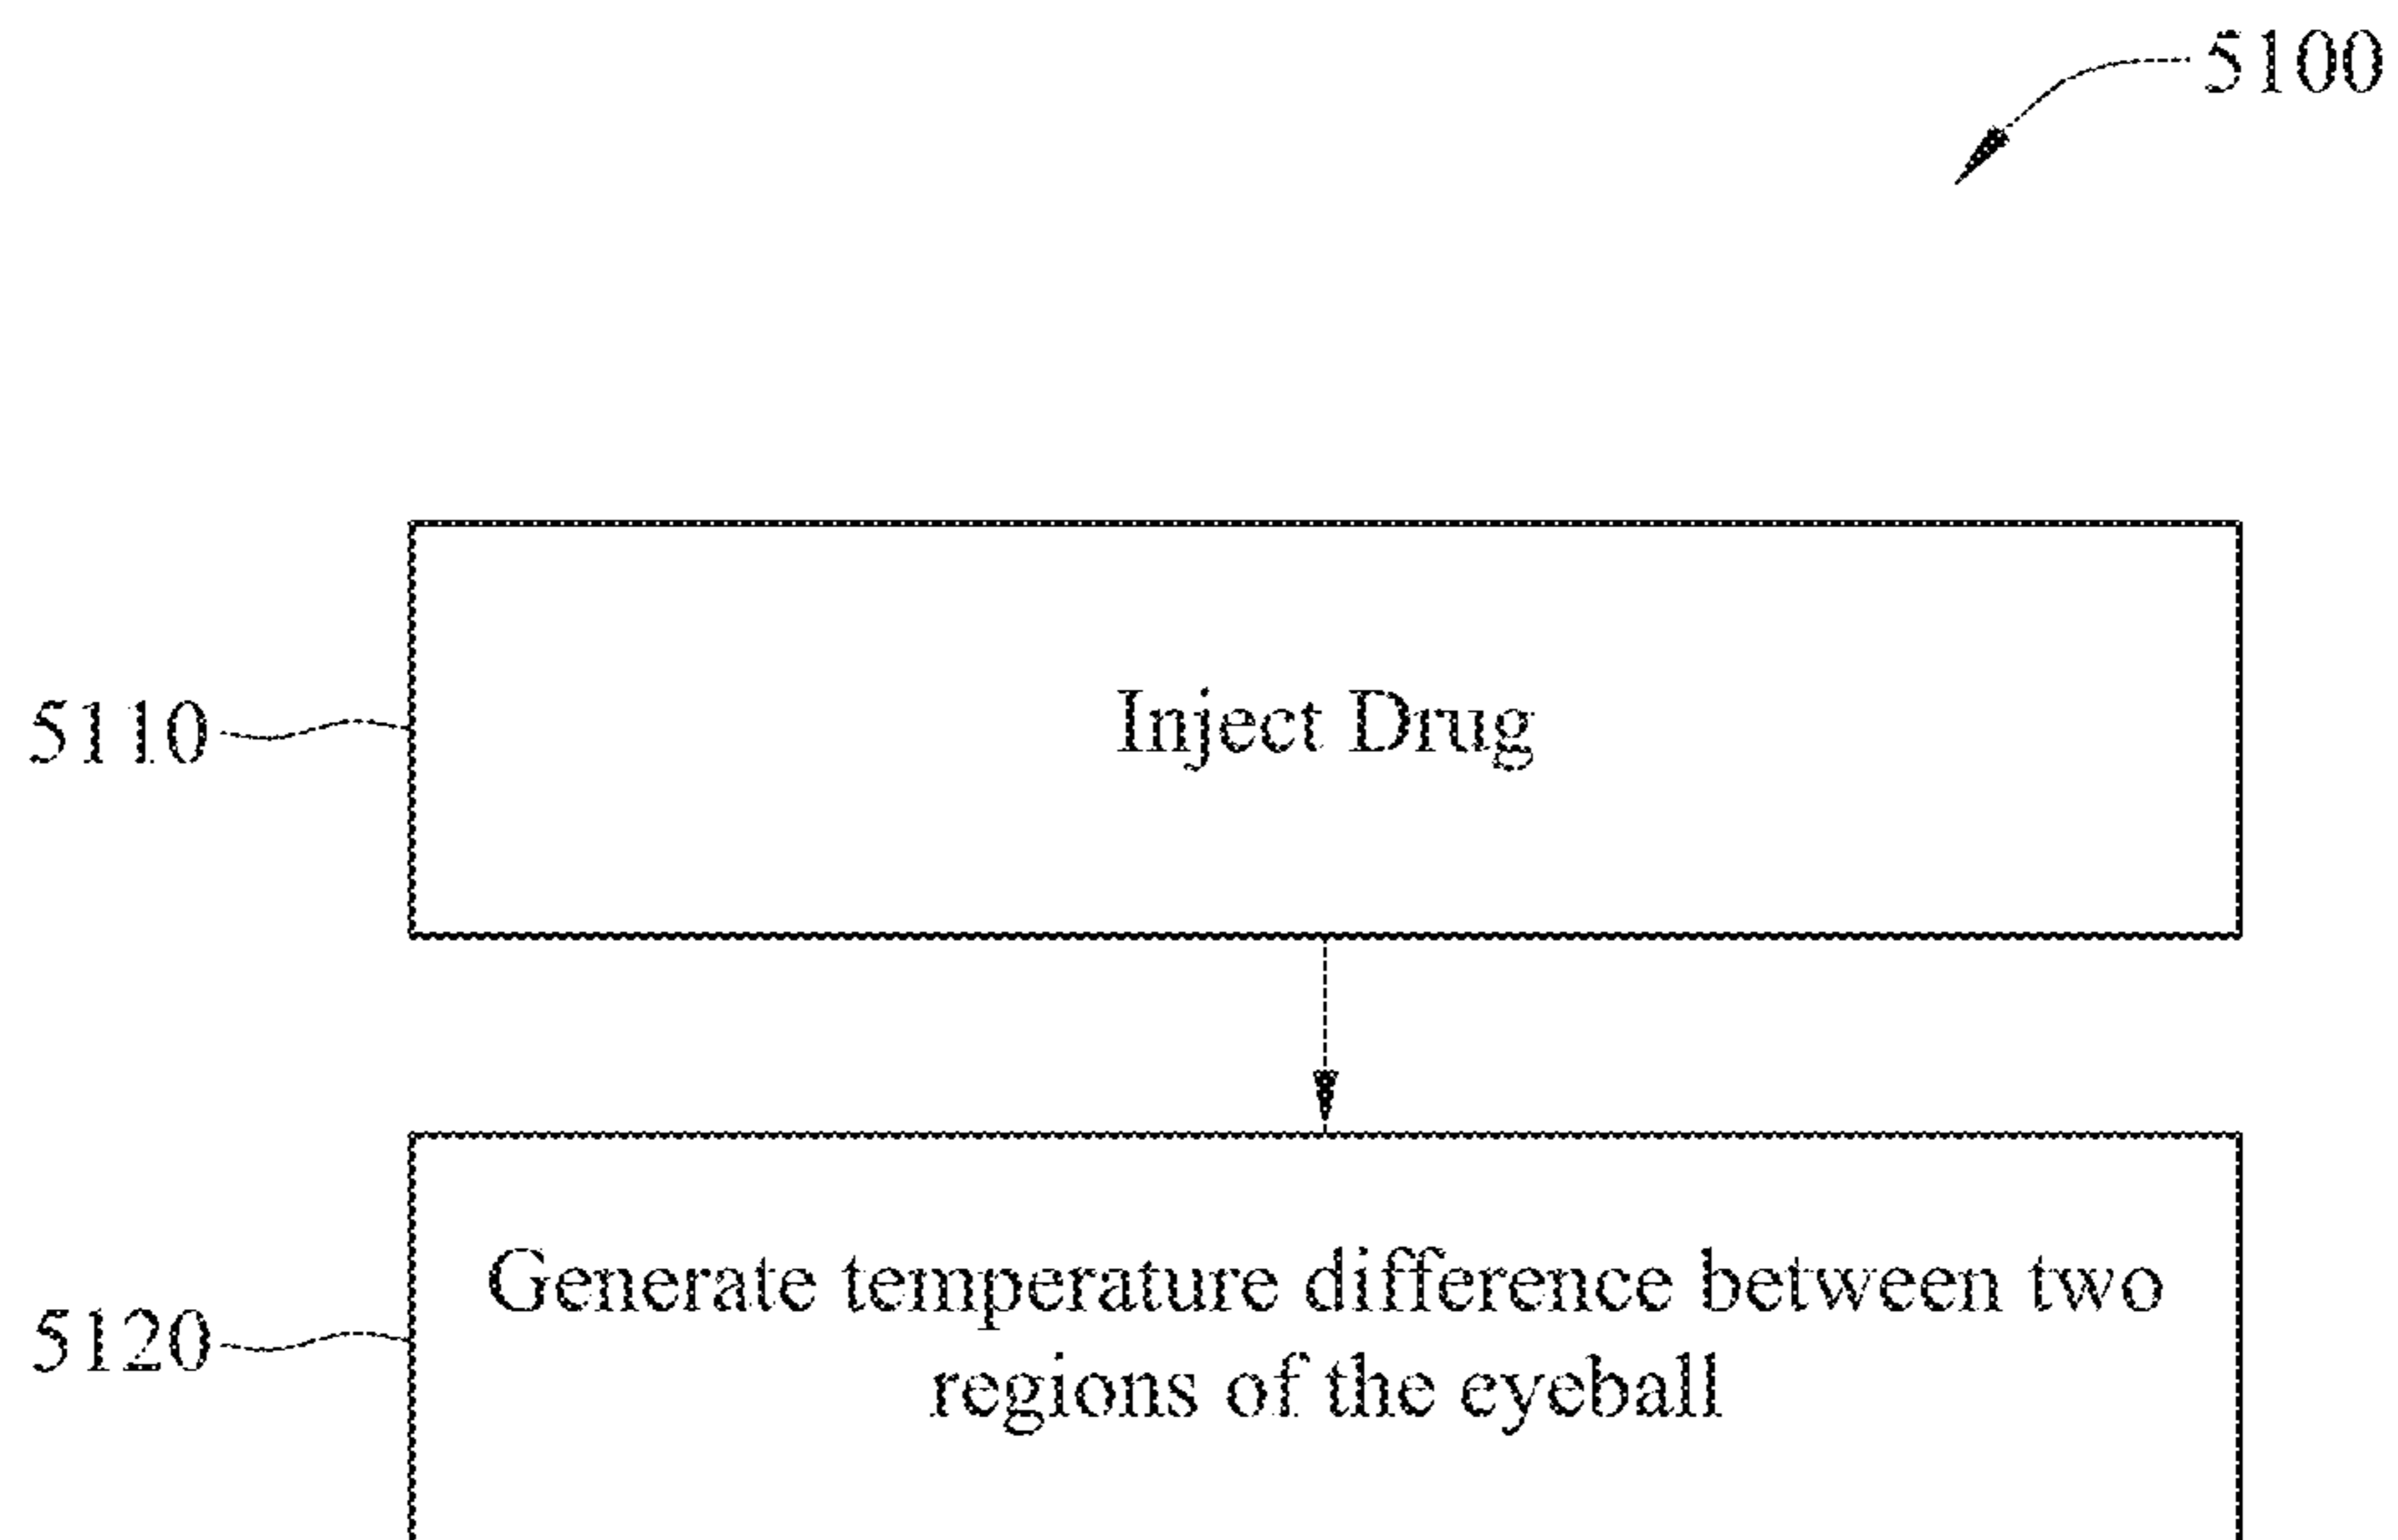 5100
5110
Inject Drug
5120
Generate temperature difference between two
regions of the eyeball